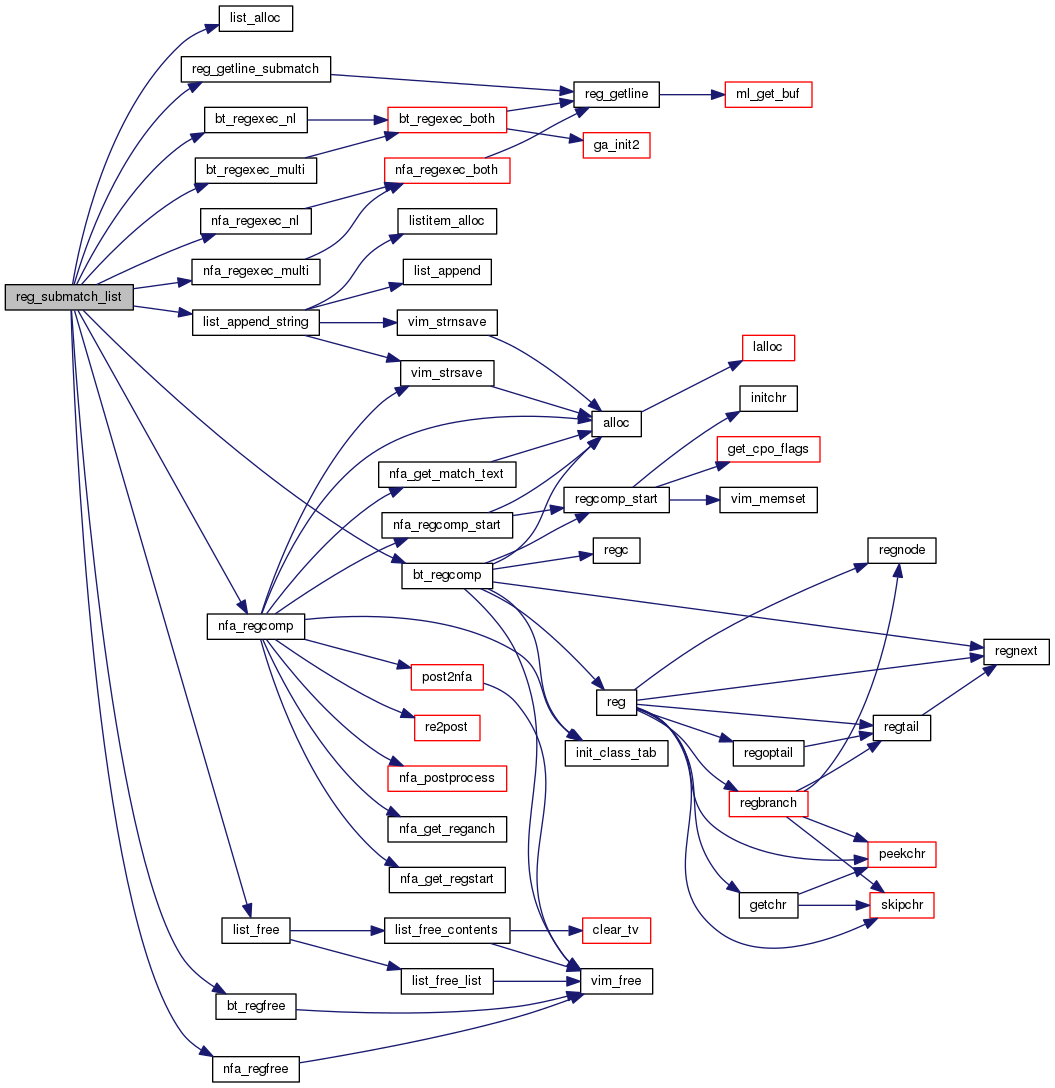 list_alloc
reg_getline_submatch
reg_getline
ml_get_buf
bt_regexec_nl
bt_regexec_both
ga_init2
bt_regexec_multi
nfa_regexec_both
nfa_regexec_nl
listitem_alloc
nfa_regexec_multi
list_append
reg_submatch_list
list_append_string
vim_strnsave
lalloc
vim_strsave
initchr
alloc
get_cpo_flags
nfa_get_match_text
regcomp_start
vim_memset
nfa_regcomp_start
regc
regnode
bt_regcomp
nfa_regcomp
regnext
post2nfa
reg
re2post
regtail
init_class_tab
regoptail
nfa_postprocess
regbranch
nfa_get_reganch
peekchr
nfa_get_regstart
getchr
skipchr
list_free
list_free_contents
clear_tv
list_free_list
vim_free
bt_regfree
nfa_regfree